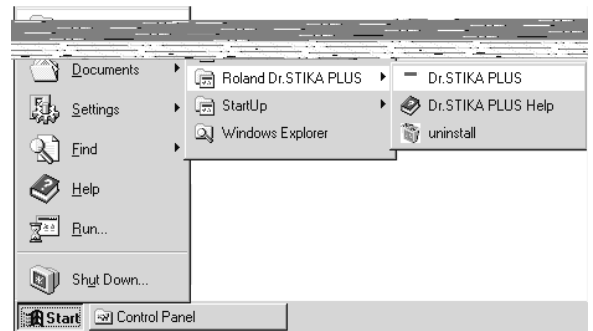 Documents
Roland Dr.STIKA PLUS
Dr.STIKA PLUS
Settings
StartUp
Dr.STIKA PLUS Help
Find
Windows Explorer
uninstall
Help
Run...
Shut Down...
Start
Control Panel